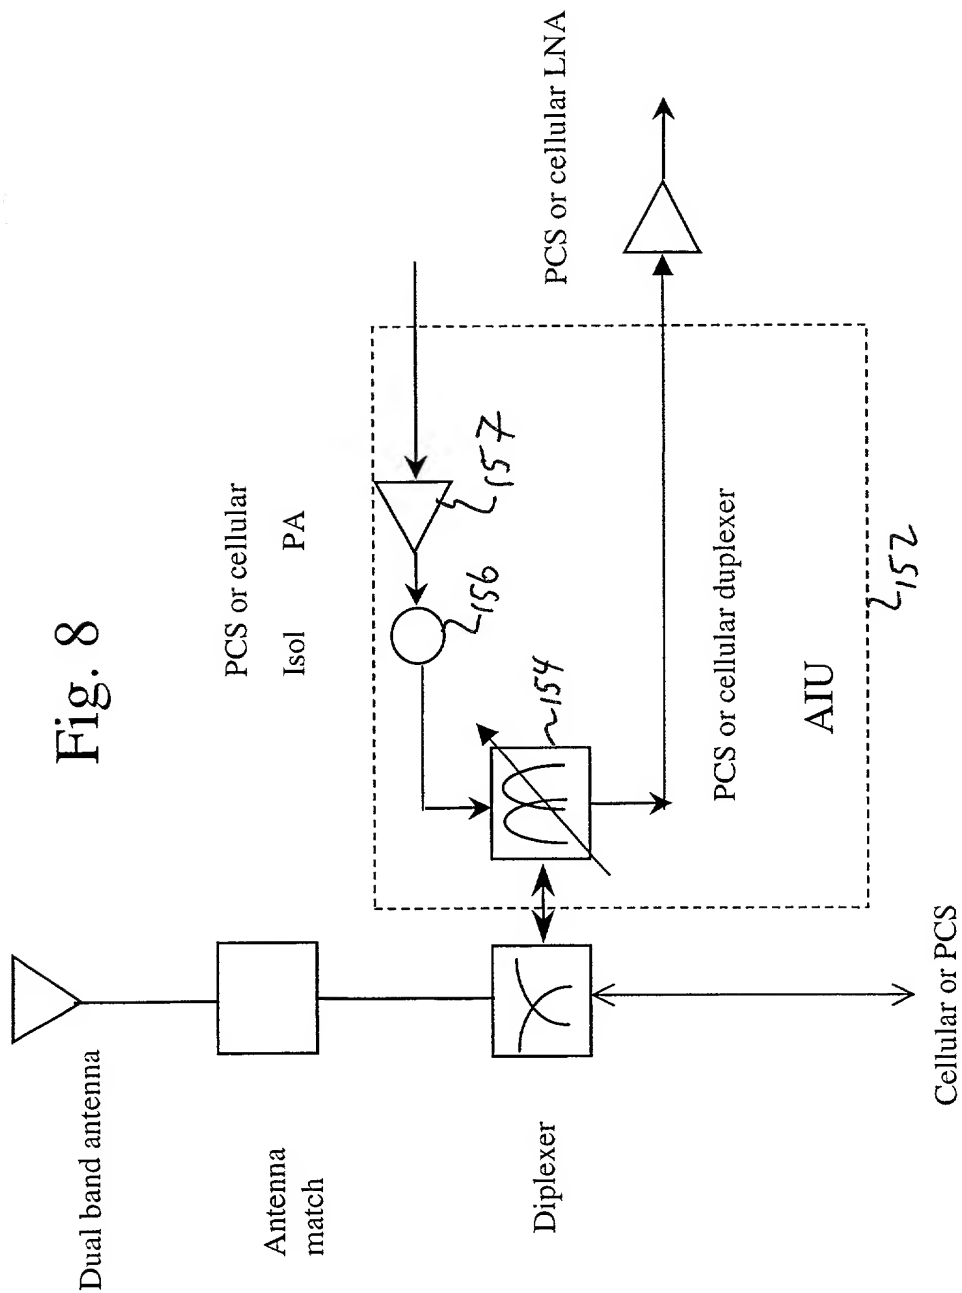 Fig. 8
Dual band antenna
Antenna
match
Diplexer
PCS or cellular
Isol PA
PCS or cellular LNA
157
156
154
PCS or cellular duplexer
AIU
152
Cellular or PCS